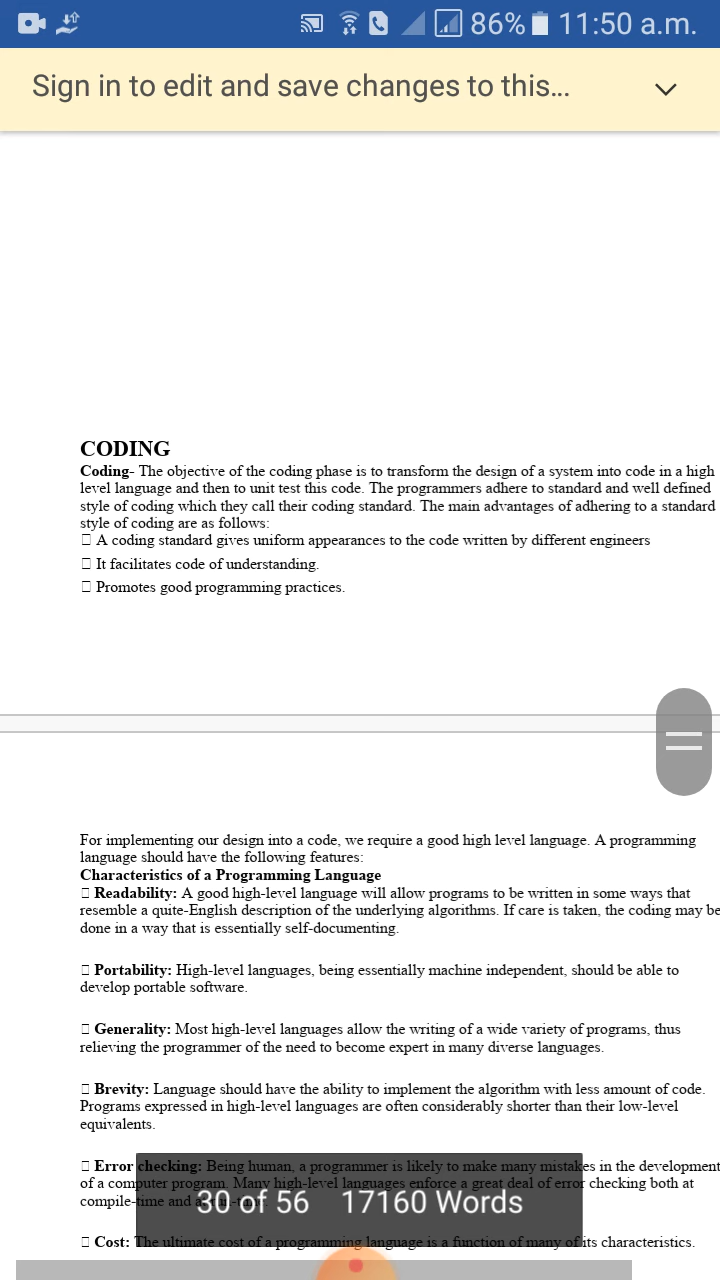 86% 11:50 a.m.
Sign in to edit and save changes to this...
CODING
Coding- The objective of the coding phase is to transform the design of a system into code in a high
level language and then to unit test this code. The programmers adhere to standard and well defined
style of coding which they call their coding standard. The main advantages of adhering to a standard
style of coding are as follows:
A coding standard gives uniform appearances to the code written by different engineers
It facilitates code of understanding.
Promotes good programming practices.
For implementing our design into a code, we require a good high level language. A programming
language should have the following features:
Characteristics of a Programming Language
Readability: A good high-level language will allow programs to be written in some ways that
resemble a quite-English description of the underlying algorithms. If care is taken, the coding may be
done in a way that is essentially self-documenting.
Portability: High-level languages, being essentially machine independent, should be able to
develop portable software.
Generality: Most high-level languages allow the writing of a wide variety of programs, thus
relieving the programmer of the need to become expert in many diverse languages.
Brevity: Language should have the ability to implement the algorithm with less amount of code.
Programs expressed in high-level languages are often considerably shorter than their low-level
equivalents.
Error checking: Being human, a programmer is likely to make many mistakes in the development
of a computer program. Many high-level languages enforce a great deal of error checking both at
compile-time and
30 of 56 17160 Words
Cost: The ultimate cost of a programming language is a function of many of its characteristics.